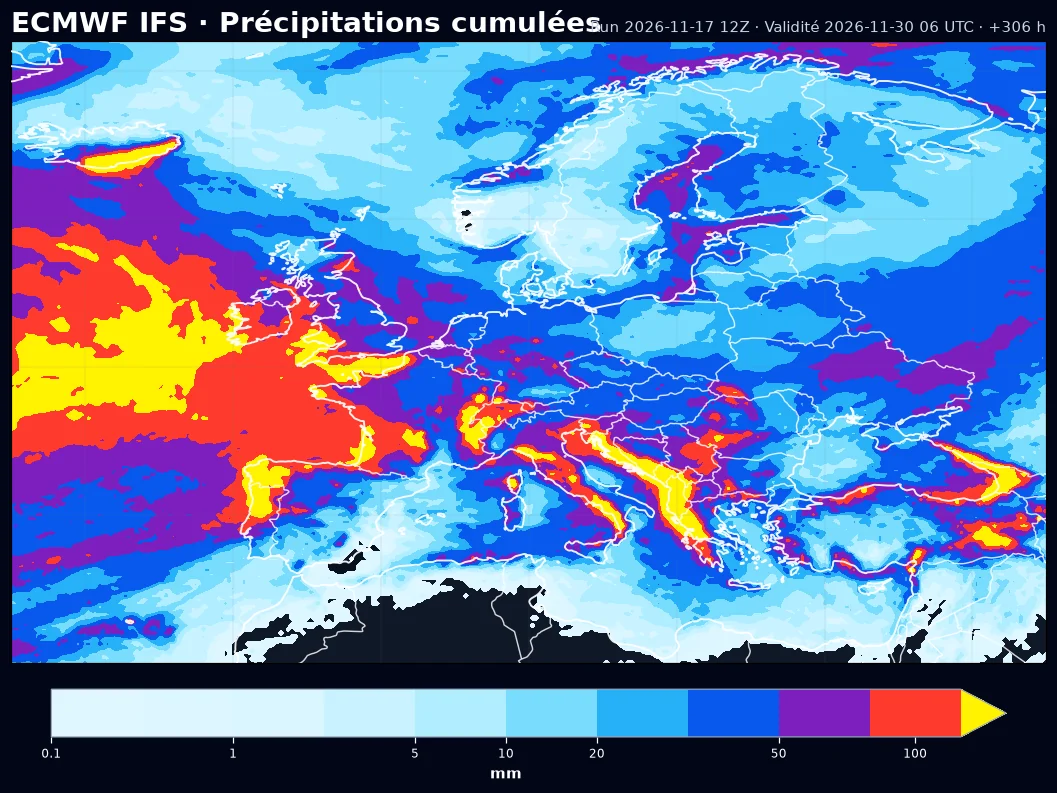 ECMWF IFS · Précipitations cumulées
Run 2026-11-17 12Z · Validité 2026-11-30 06 UTC · +306 h
0.1 1 5 10 20 50 100
mm